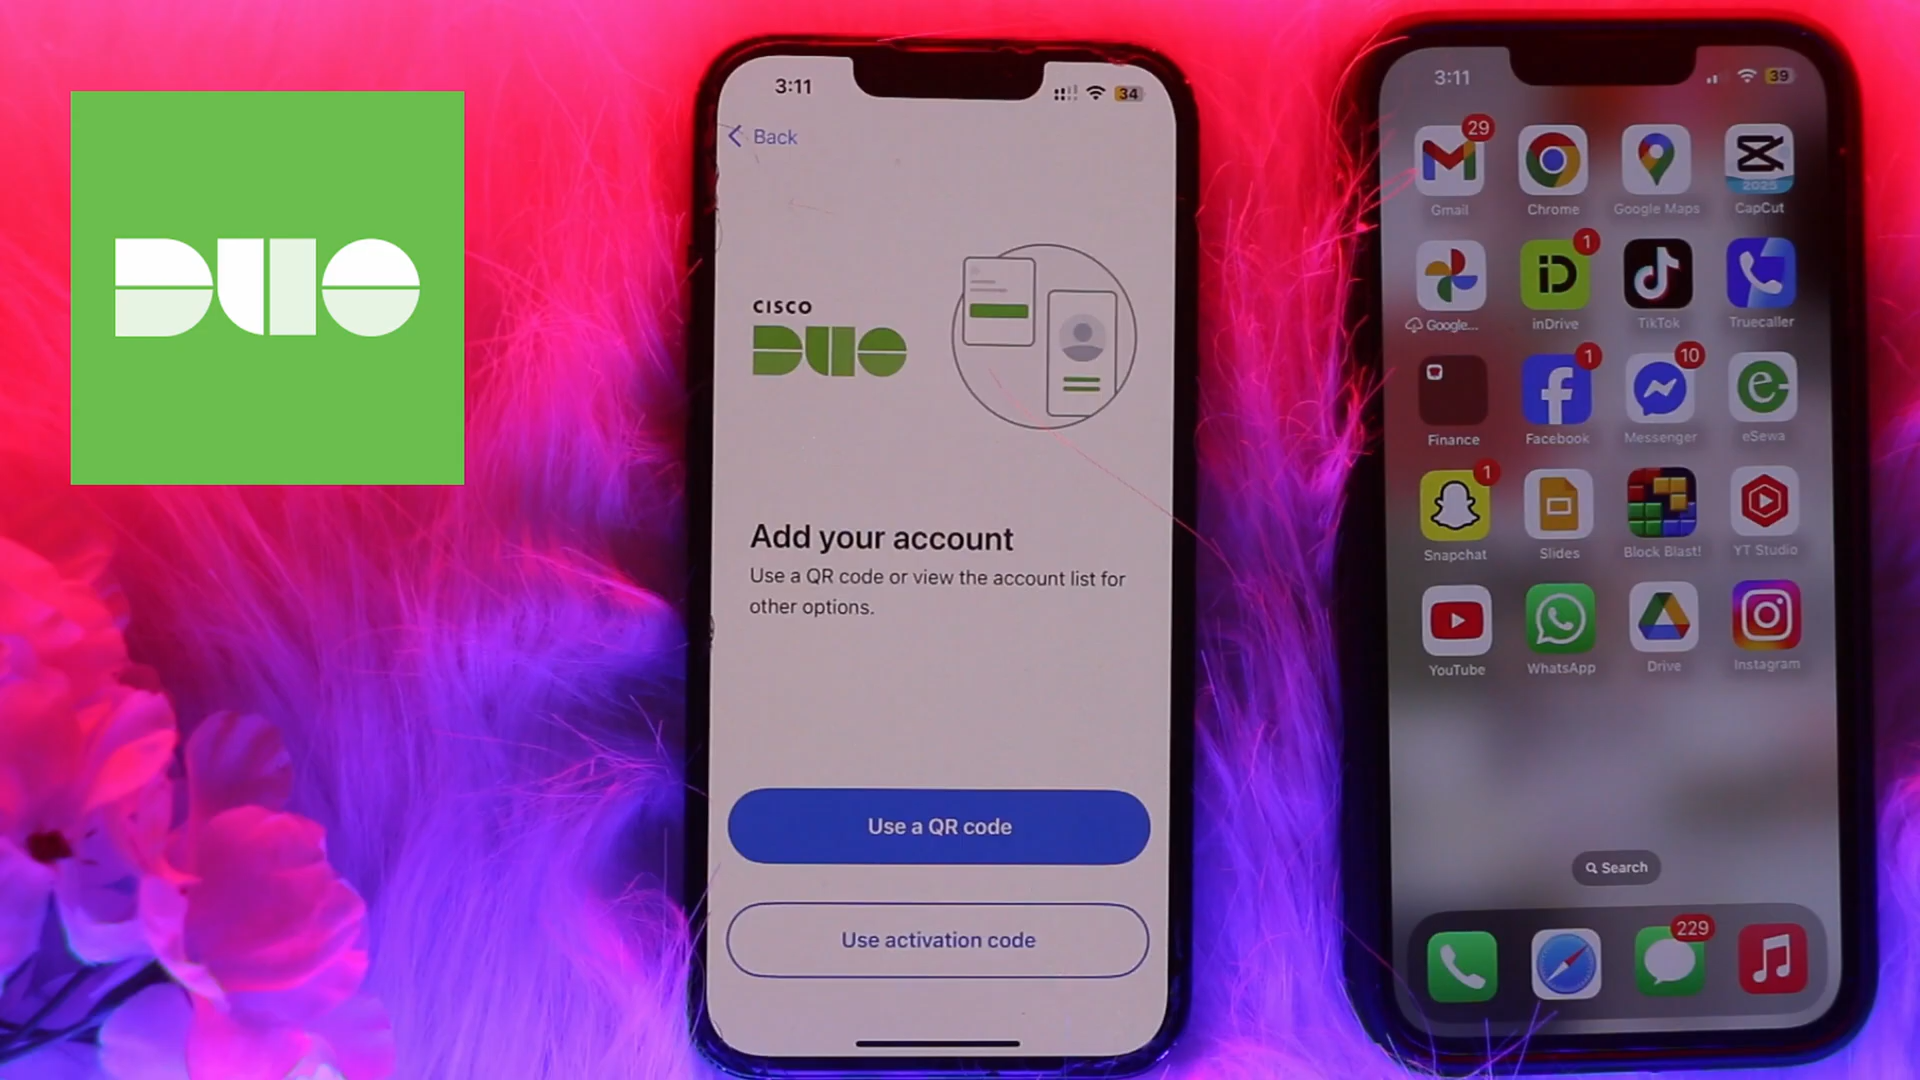 DUO
3:11
34
Back
CISCO
DUO
Add your account
Use a QR code or view the account list for
other options.
Use a QR code
Use activation code
3:11
39
29
1
2025
Gmail
Chrome
Google Maps
CapCut
iD
Google...
inDrive
TikTok
Truecaller
1
10
Finance
Facebook
Messenger
eSewa
1
Snapchat
Slides
Block Blast!
YT Studio
YouTube
WhatsApp
Drive
Instagram
Search
229